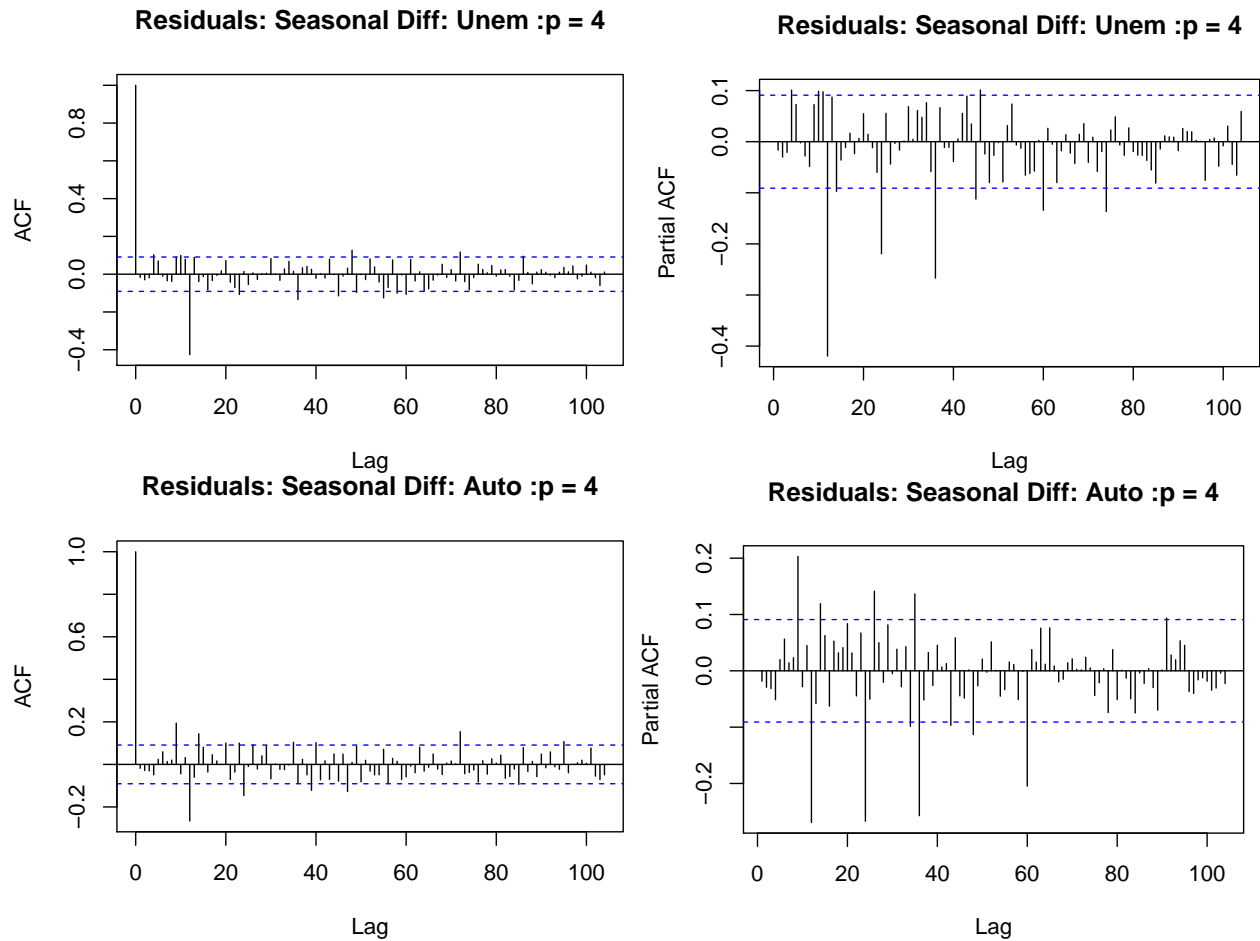 Residuals: Seasonal Diff: Unem :p = 4
ACF
0.8
0.4
0.0
−0.4
0 20 40 60 80 100
Lag
Residuals: Seasonal Diff: Unem :p = 4
Partial ACF
0.1
0.0
−0.2
−0.4
0 20 40 60 80 100
Lag
Residuals: Seasonal Diff: Auto :p = 4
ACF
1.0
0.6
0.2
−0.2
0 20 40 60 80 100
Lag
Residuals: Seasonal Diff: Auto :p = 4
Partial ACF
0.2
0.1
0.0
−0.2
0 20 40 60 80 100
Lag